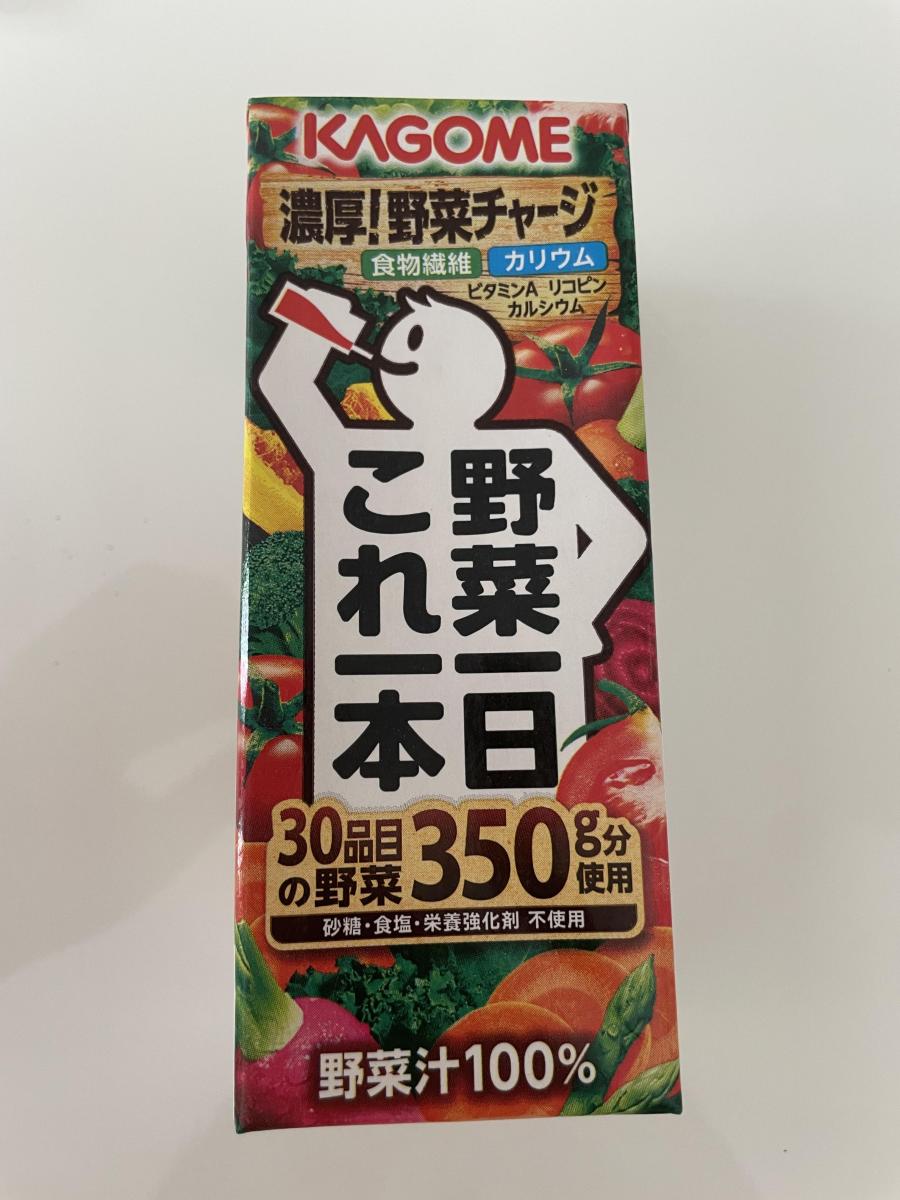 KAGOME
濃厚!野菜チャージ
食物繊維 カリウム
ビタミンA リコピン
カルシウム
野菜一日
これ一本
30品目
の野菜
350g分
使用
砂糖・食塩・栄養強化剤 不使用
野菜汁100%